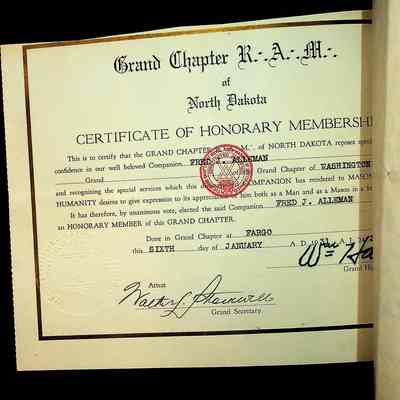 Grand Chapter R.·.A.·.M.·.
of
North Dakota
CERTIFICATE OF HONORARY MEMBERSHI
This is to certify that the GRAND CHAPTER M.·. of NORTH DAKOTA reposes
confidence in our well beloved Companion FRED J. ALLEMAN
Grand of the Grand Chapter of WASHINGTON
and recognizing the special services which this COMPANION has rendered to MASON
HUMANITY desires to give expression to its appreciation him both as a Man and as a Mason in a
It has therefore, by unanimous vote, elected the said Companion FRED J. ALLEMAN
an HONORARY MEMBER of this GRAND CHAPTER.
Done in Grand Chapter at FARGO
this SIXTH day of JANUARY A. D.
Grand Hi
Attest
Walter L.
Grand Secretary.